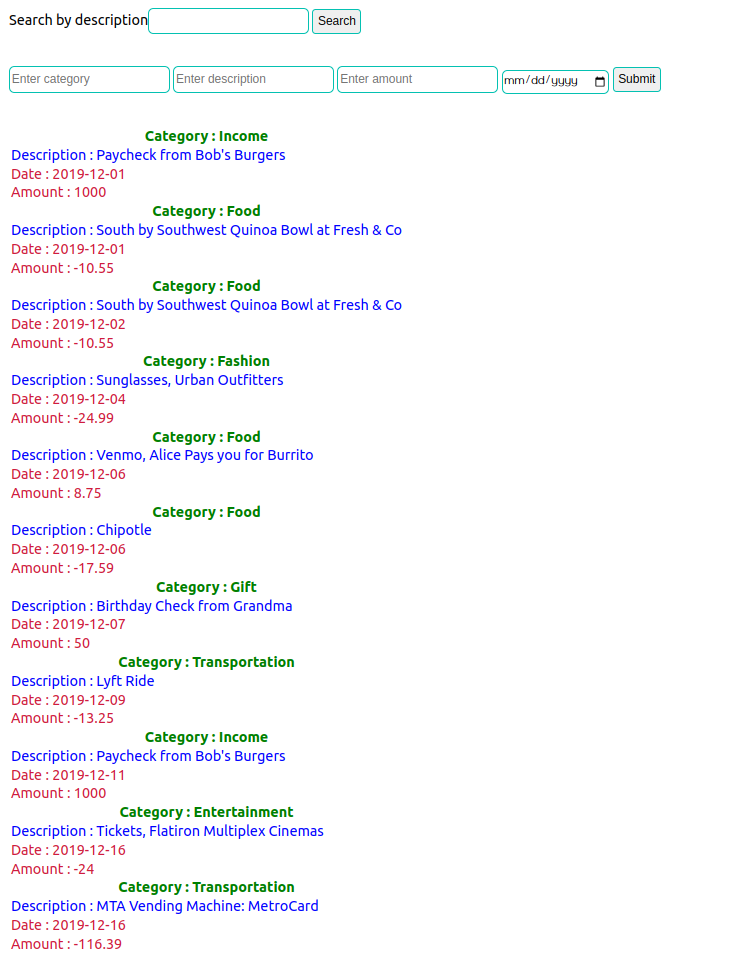 Search by description Search
Enter category Enter description Enter amount mm/dd/yyyy Submit
Category : Income
Description : Paycheck from Bob's Burgers
Date : 2019-12-01
Amount : 1000
Category : Food
Description : South by Southwest Quinoa Bowl at Fresh & Co
Date : 2019-12-01
Amount : -10.55
Category : Food
Description : South by Southwest Quinoa Bowl at Fresh & Co
Date : 2019-12-02
Amount : -10.55
Category : Fashion
Description : Sunglasses, Urban Outfitters
Date : 2019-12-04
Amount : -24.99
Category : Food
Description : Venmo, Alice Pays you for Burrito
Date : 2019-12-06
Amount : 8.75
Category : Food
Description : Chipotle
Date : 2019-12-06
Amount : -17.59
Category : Gift
Description : Birthday Check from Grandma
Date : 2019-12-07
Amount : 50
Category : Transportation
Description : Lyft Ride
Date : 2019-12-09
Amount : -13.25
Category : Income
Description : Paycheck from Bob's Burgers
Date : 2019-12-11
Amount : 1000
Category : Entertainment
Description : Tickets, Flatiron Multiplex Cinemas
Date : 2019-12-16
Amount : -24
Category : Transportation
Description : MTA Vending Machine: MetroCard
Date : 2019-12-16
Amount : -116.39